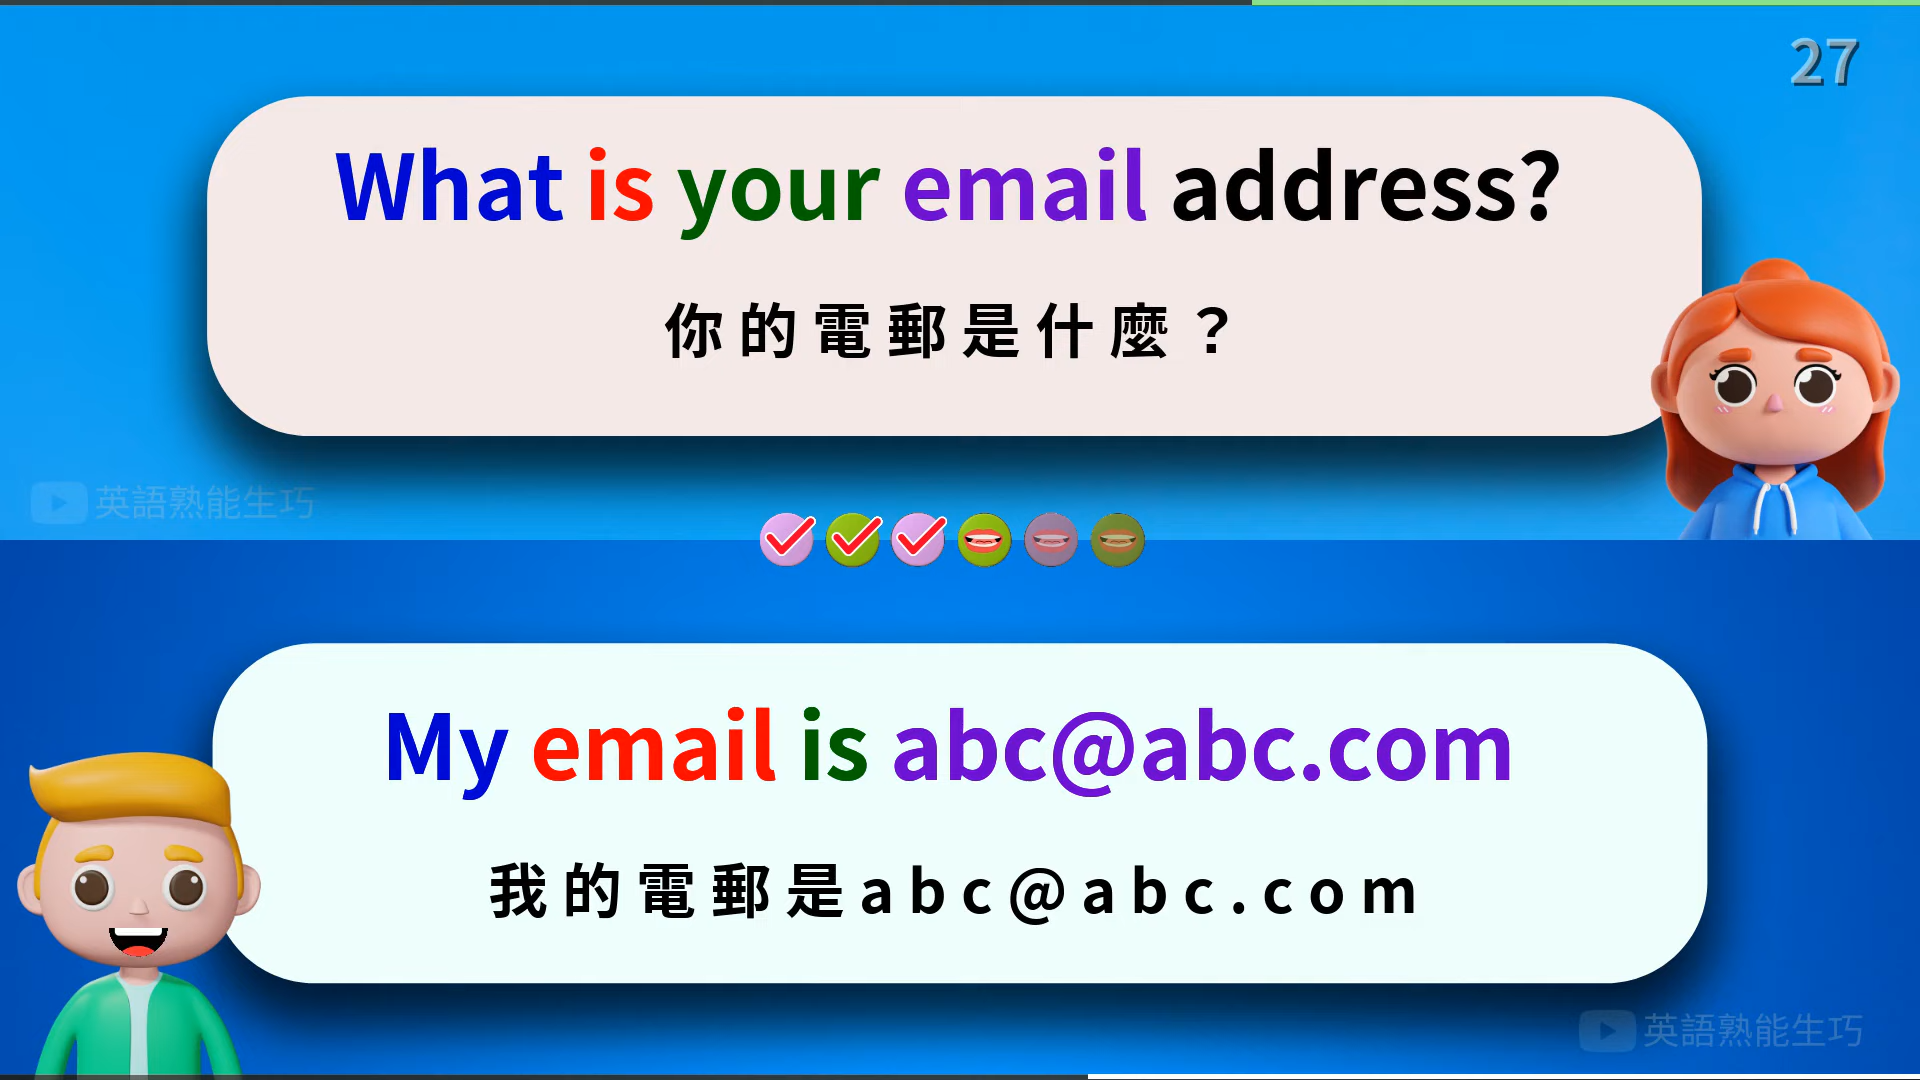 27
What is your email address?
你的電郵是什麼？
英語熟能生巧
My email is abc@abc.com
我的電郵是abc@abc.com
英語熟能生巧